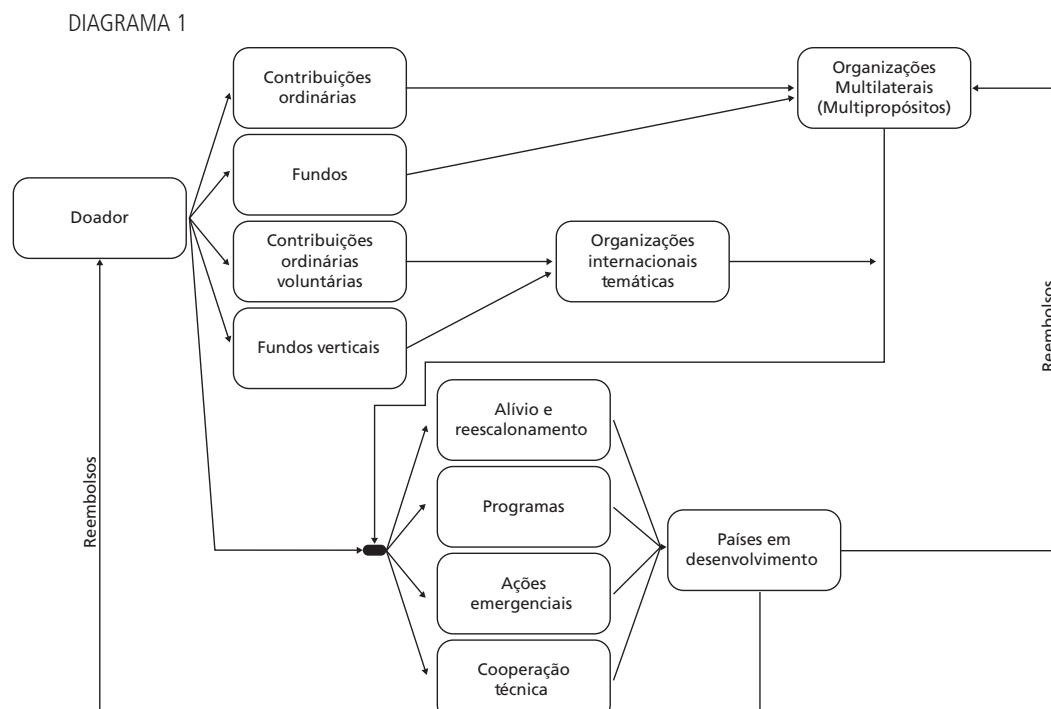 DIAGRAMA 1
Contribuições
ordinárias
Organizações
Multilaterais
(Multipropósitos)
Fundos
Doador
Contribuições
ordinárias
voluntárias
Organizações
internacionais
temáticas
Fundos verticais
Reembolsos
Alívio e
reescalonamento
Reembolsos
Programas
Países em
desenvolvimento
Ações
emergenciais
Cooperação
técnica